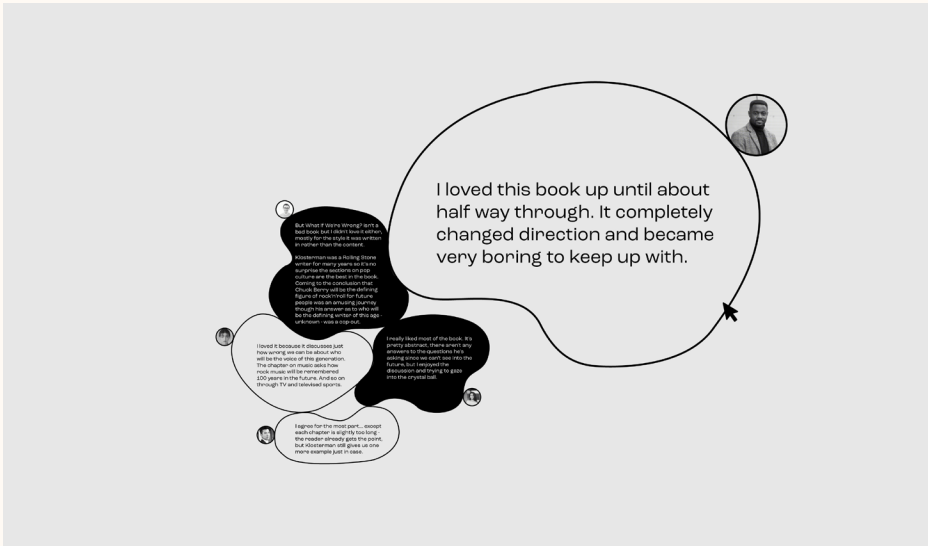 I loved this book up until about
half way through. It completely
changed direction and became
very boring to keep up with.
But What If We're Wrong? isn't a
bad book but I didn't love it either,
mostly for the style it was written
in rather than the content.
Klosterman was a Rolling Stone
writer for many years so it's no
surprise the sections on pop
culture are the best in the book.
Coming to the conclusion that
Chuck Berry will be the defining
figure of rock'n'roll for future
people was an amusing journey
though his answer as to who will
be the defining writer of this age -
unknown - was a cop-out.
I really liked most of the book. It's
pretty abstract, there aren't any
answers to the questions he's
asking since we can't see into the
future, but I enjoyed the
discussion and trying to gaze
into the crystal ball.
I loved it because it discusses just
how wrong we can be about who
will be the voice of this generation.
The chapter on music asks how
rock music will be remembered
100 years in the future. And so on
through TV and televised sports.
I agree for the most part... except
each chapter is slightly too long -
the reader already gets the point,
but Klosterman still gives us one
more example just in case.